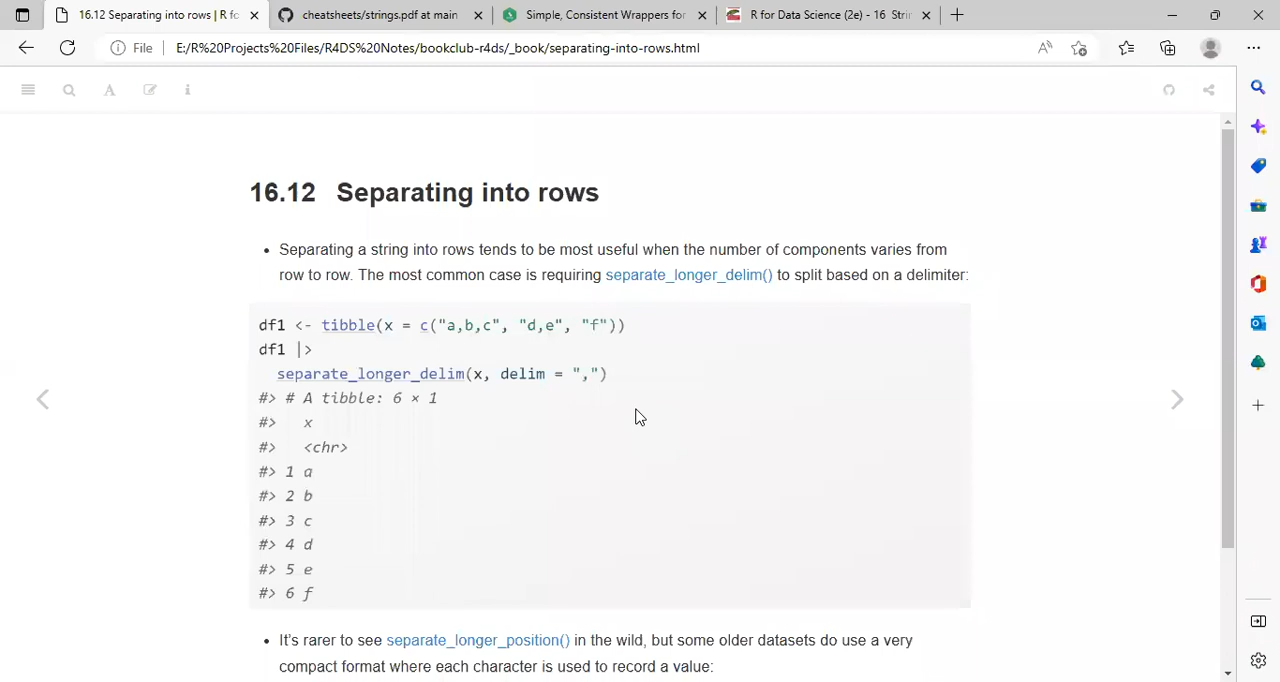 16.12 Separating into rows | R fo
cheatsheets/strings.pdf at main
Simple, Consistent Wrappers for
R for Data Science (2e) - 16 Stri
File
E:/R%20Projects%20Files/R4DS%20Notes/bookclub-r4ds/_book/separating-into-rows.html
16.12 Separating into rows
• Separating a string into rows tends to be most useful when the number of components varies from
row to row. The most common case is requiring separate_longer_delim() to split based on a delimiter:
df1 <- tibble(x = c("a,b,c", "d,e", "f"))
df1 |>
separate_longer_delim(x, delim = ",")
#> # A tibble: 6 × 1
#> x
#> <chr>
#> 1 a
#> 2 b
#> 3 c
#> 4 d
#> 5 e
#> 6 f
• It's rarer to see separate_longer_position() in the wild, but some older datasets do use a very
compact format where each character is used to record a value: